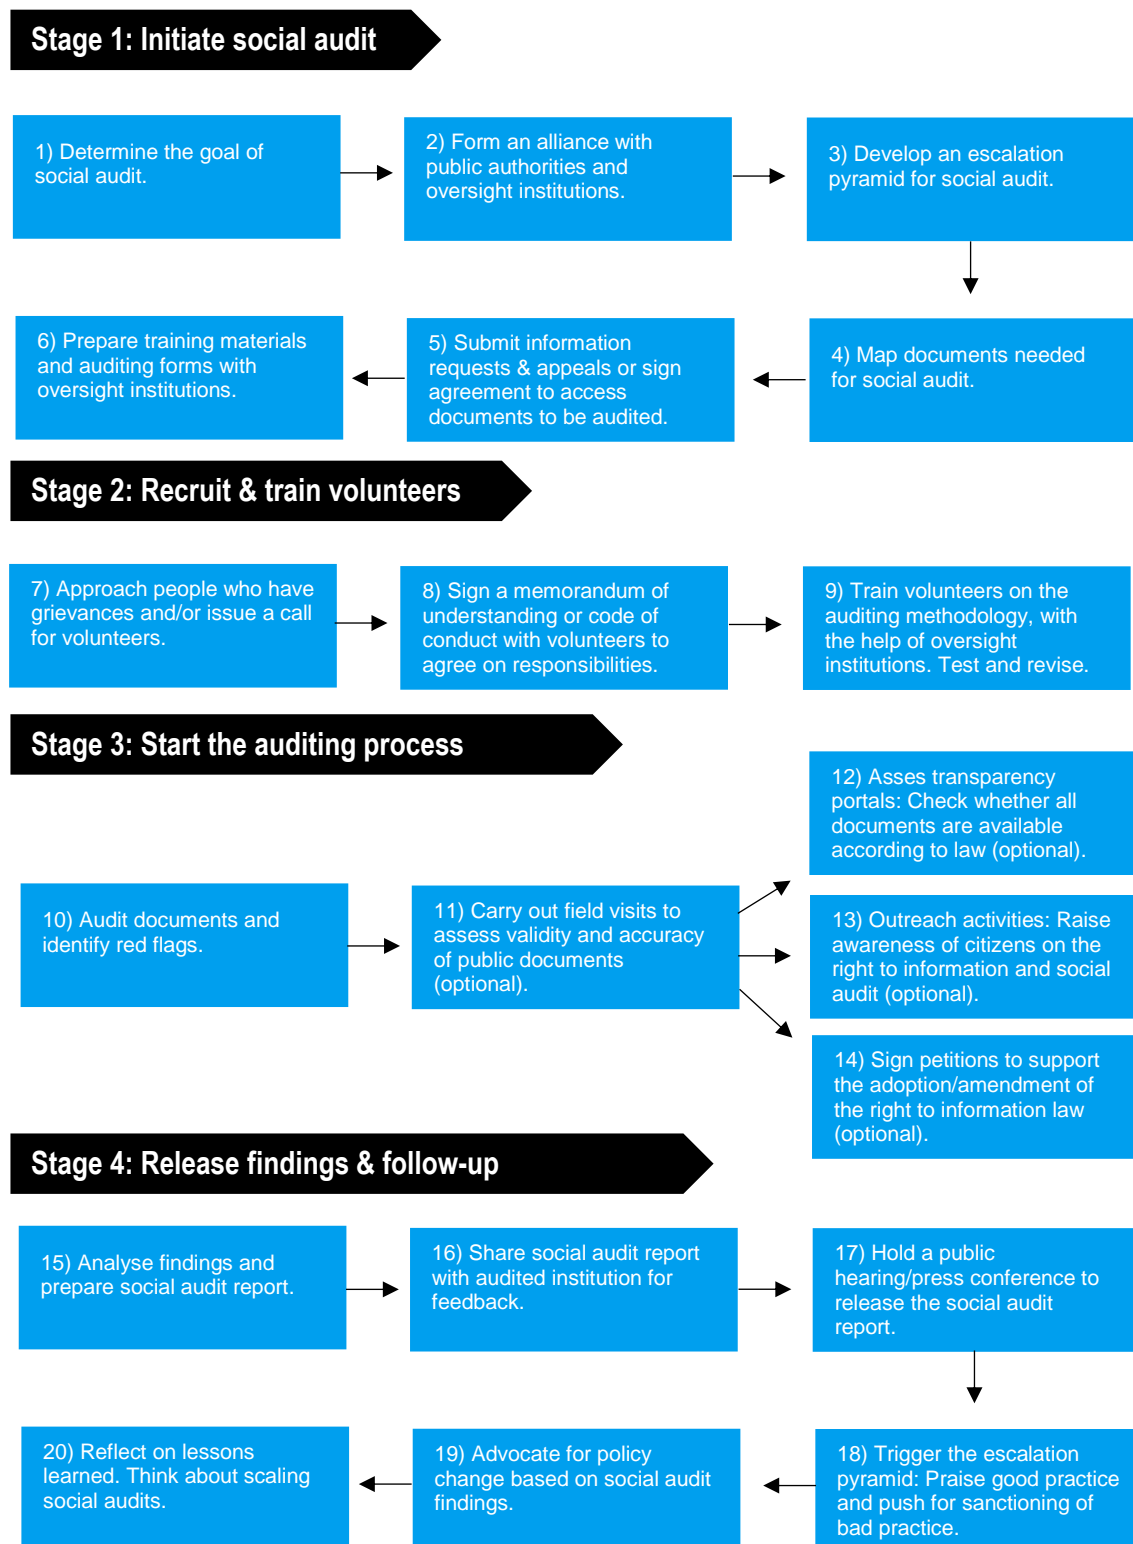 Stage 1: Initiate social audit
1) Determine the goal of
social audit.
2) Form an alliance with
public authorities and
oversight institutions.
3) Develop an escalation
pyramid for social audit.
4) Map documents needed
for social audit.
5) Submit information
requests & appeals or sign
agreement to access
documents to be audited.
6) Prepare training materials
and auditing forms with
oversight institutions.
Stage 2: Recruit & train volunteers
7) Approach people who have
grievances and/or issue a call
for volunteers.
8) Sign a memorandum of
understanding or code of
conduct with volunteers to
agree on responsibilities.
9) Train volunteers on the
auditing methodology, with
the help of oversight
institutions. Test and revise.
Stage 3: Start the auditing process
10) Audit documents and
identify red flags.
11) Carry out field visits to
assess validity and accuracy
of public documents
(optional).
12) Asses transparency
portals: Check whether all
documents are available
according to law (optional).
13) Outreach activities: Raise
awareness of citizens on the
right to information and social
audit (optional).
14) Sign petitions to support
the adoption/amendment of
the right to information law
(optional).
Stage 4: Release findings & follow-up
15) Analyse findings and
prepare social audit report.
16) Share social audit report
with audited institution for
feedback.
17) Hold a public
hearing/press conference to
release the social audit
report.
18) Trigger the escalation
pyramid: Praise good practice
and push for sanctioning of
bad practice.
19) Advocate for policy
change based on social audit
findings.
20) Reflect on lessons
learned. Think about scaling
social audits.